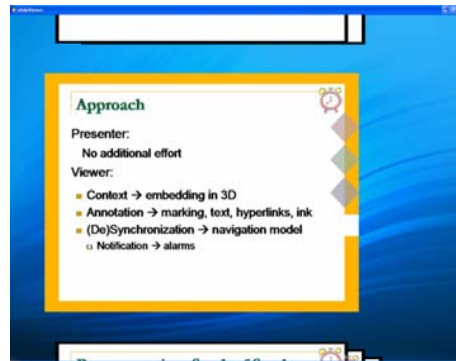 Approach
Presenter:
No additional effort
Viewer:
Context → embedding in 3D
Annotation → marking, text, hyperlinks, ink
(De)Synchronization → navigation model
Notification → alarms